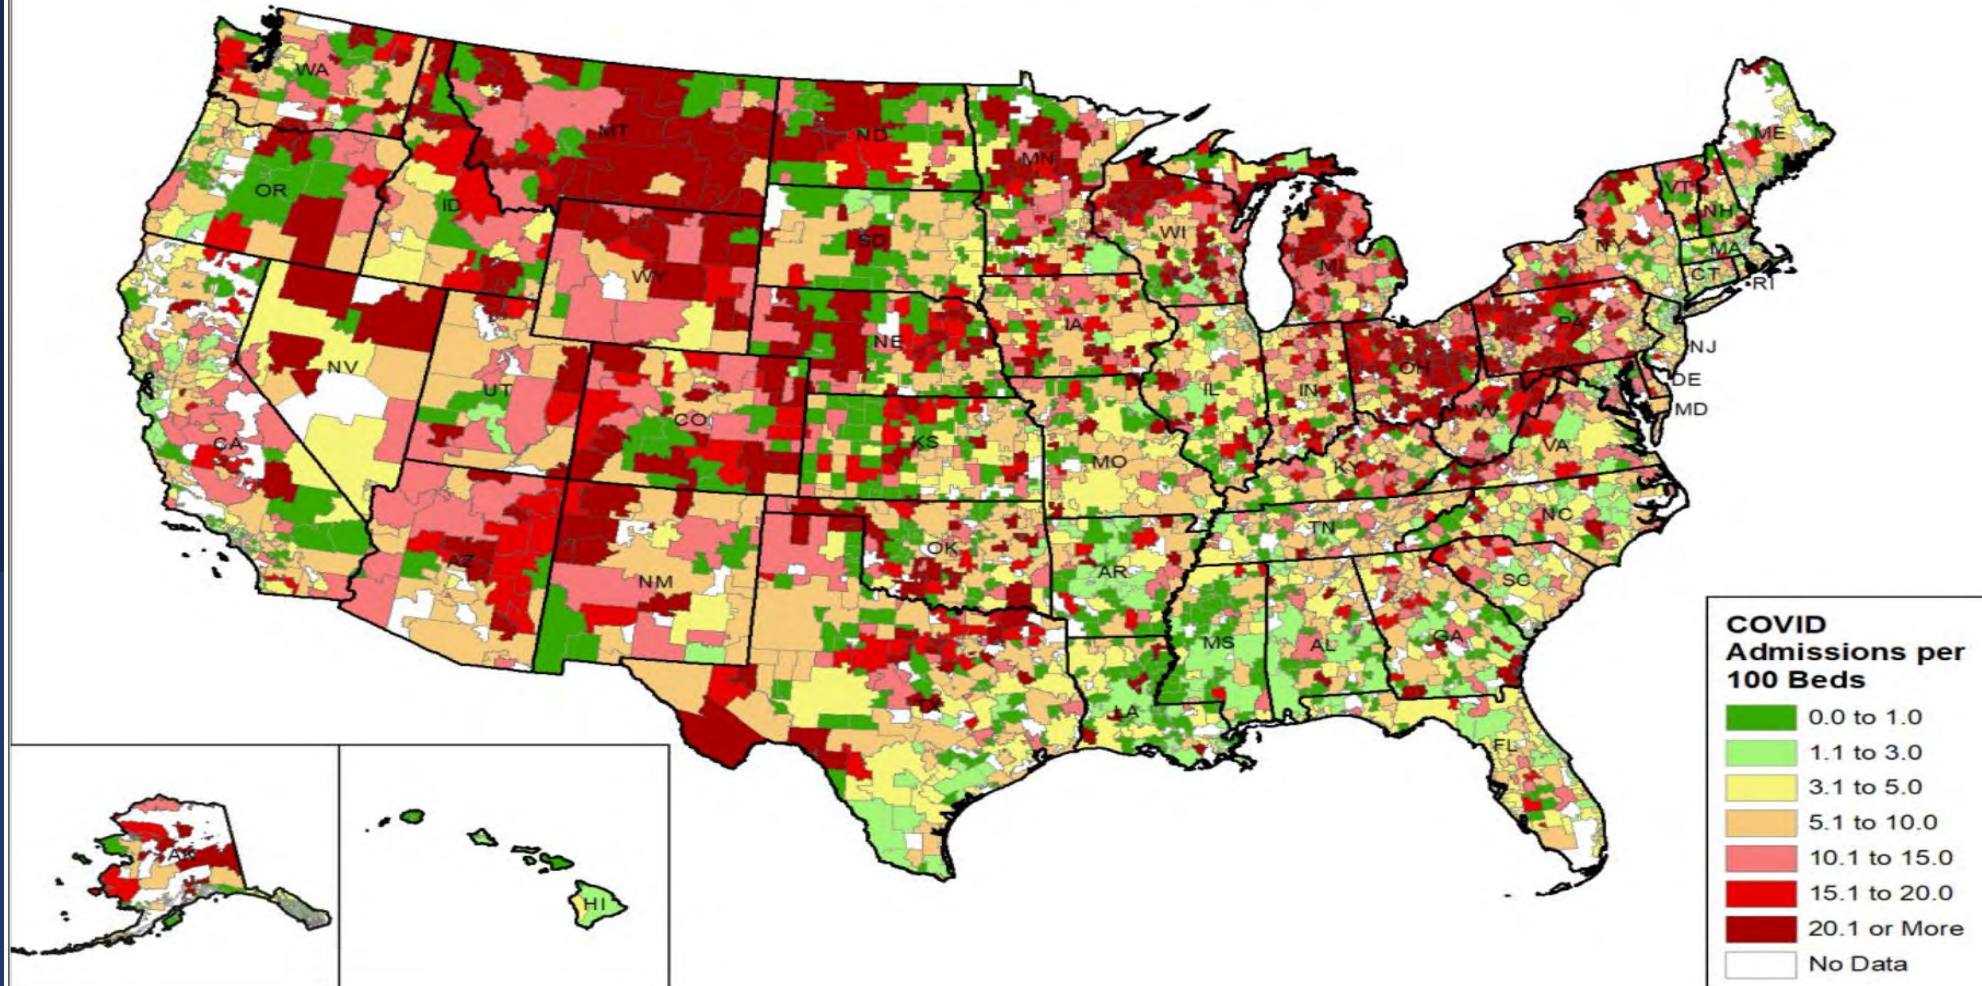 WA
MT
ND
MN
ME
OR
ID
SD
WI
VT
NH
WY
MI
NY
MA
CT
RI
NV
UT
NE
IA
PA
NJ
CO
IL
IN
OH
DE
CA
KS
MO
KY
WV
VA
MD
AZ
NM
OK
AR
TN
NC
SC
MS
AL
GA
LA
FL
AK
HI
COVID
Admissions per
100 Beds
0.0 to 1.0
1.1 to 3.0
3.1 to 5.0
5.1 to 10.0
10.1 to 15.0
15.1 to 20.0
20.1 or More
No Data